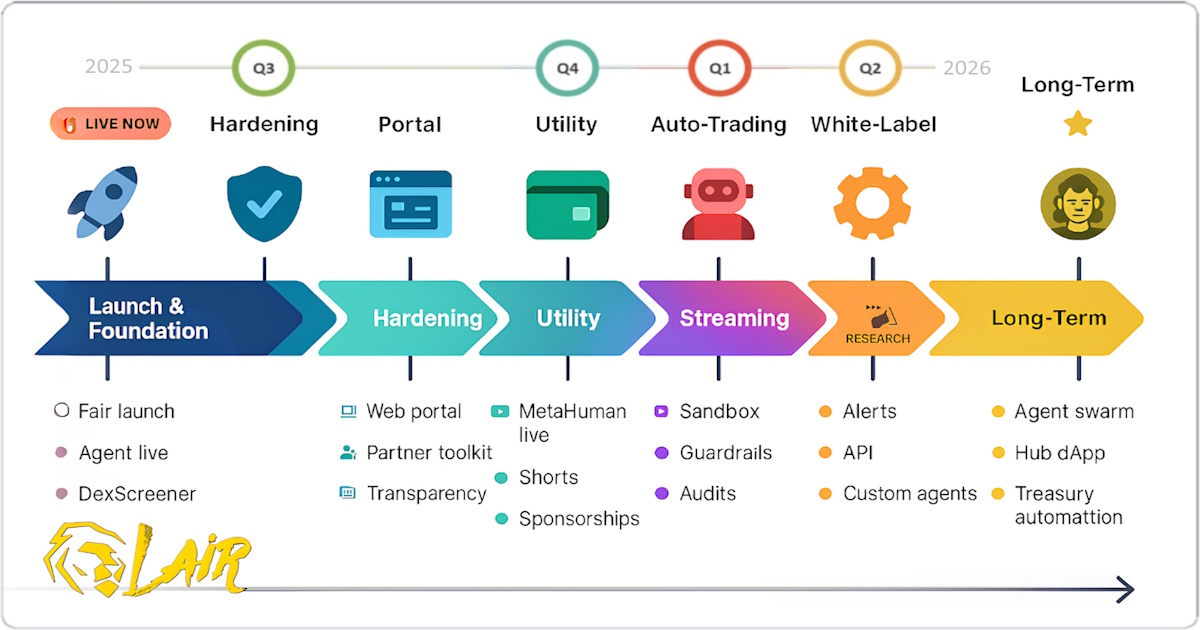 2025
Q3
Q4
Q1
Q2
2026
Long-Term
LIVE NOW
Hardening
Portal
Utility
Auto-Trading
White-Label
Launch &
Foundation
Hardening
Utility
Streaming
RESEARCH
Long-Term
Fair launch
Agent live
DexScreener
Web portal
Partner toolkit
Transparency
MetaHuman
live
Shorts
Sponsorships
Sandbox
Guardrails
Audits
Alerts
API
Custom agents
Agent swarm
Hub dApp
Treasury
automattion
LAiR